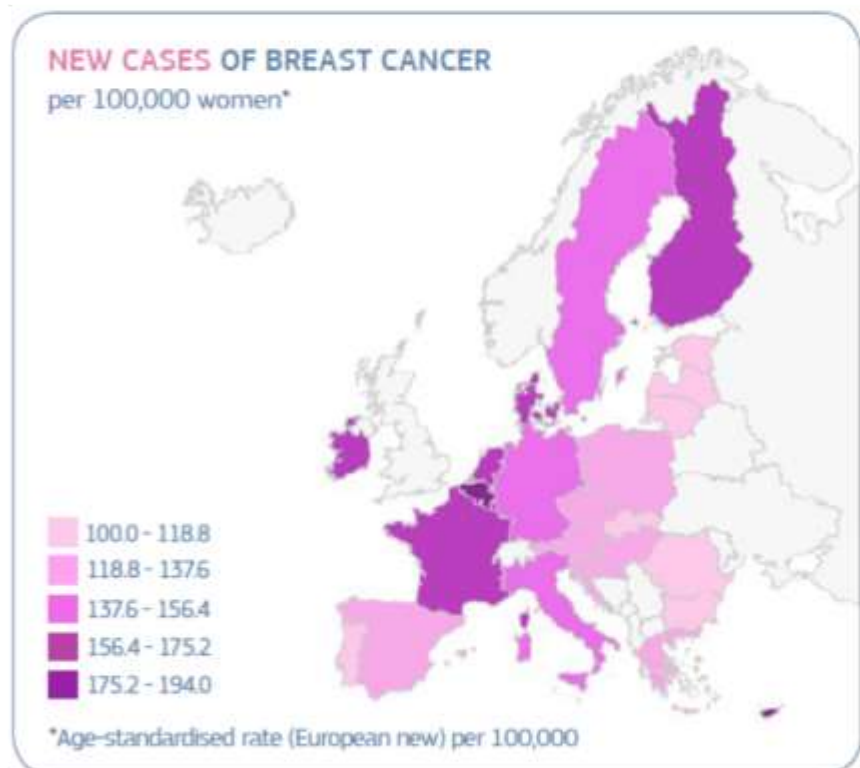 NEW CASES OF BREAST CANCER
per 100,000 women*
100.0 - 118.8
118.8 - 137.6
137.6 - 156.4
156.4 - 175.2
175.2 - 194.0
*Age-standardised rate (European new) per 100,000